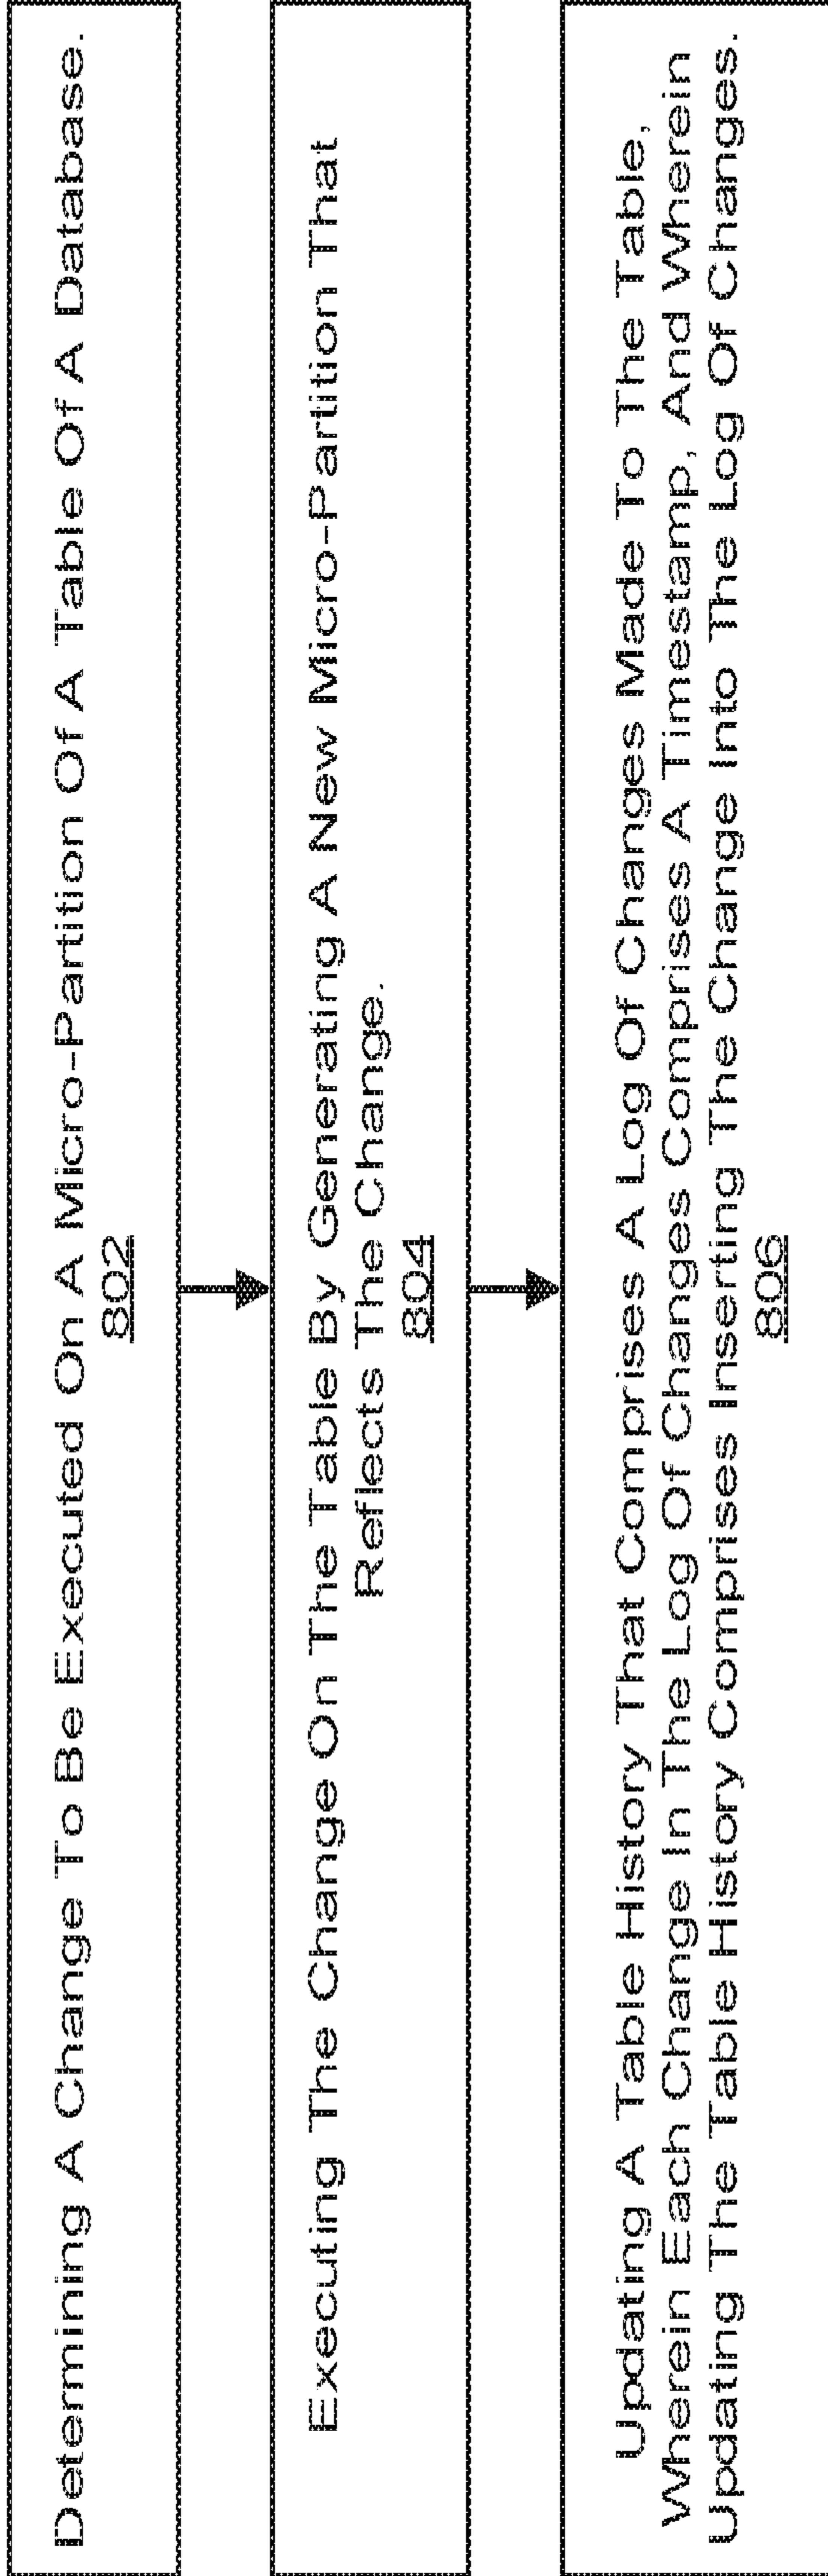 Determining A Change To Be Executed On A Micro-Partition Of A Table Of A Database.
802
Executing The Change On The Table By Generating A New Micro-Partition That
Reflects The Change.
804
Updating A Table History That Comprises A Log Of Changes Made To The Table,
Wherein Each Change In The Log Of Changes Comprises A Timestamp, And Wherein
Updating The Table History Comprises Inserting The Change Into The Log Of Changes.
806